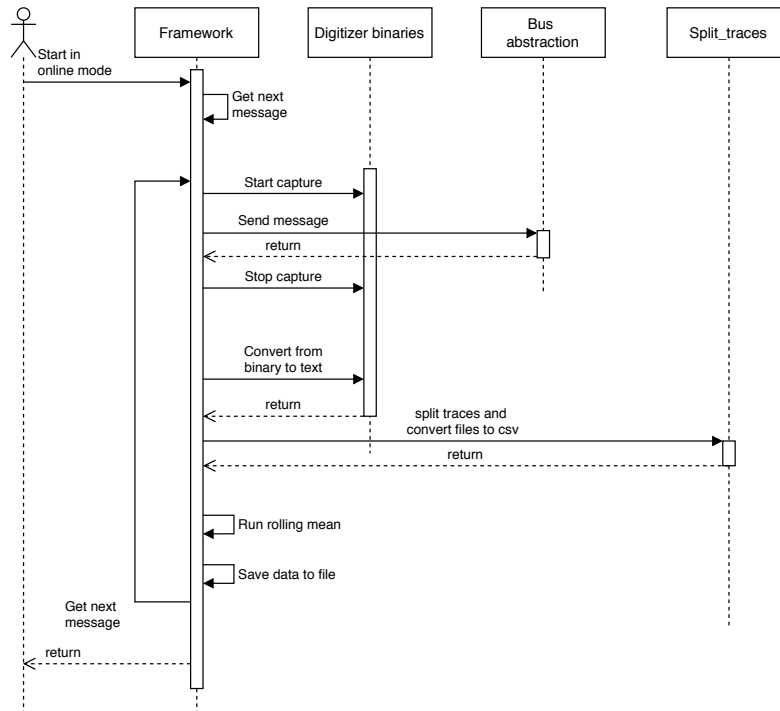 Framework
Digitizer binaries
Bus
abstraction
Split_traces
Start in
online mode
Get next
message
Start capture
Send message
return
Stop capture
Convert from
binary to text
return
split traces and
convert files to csv
return
Run rolling mean
Save data to file
Get next
message
return